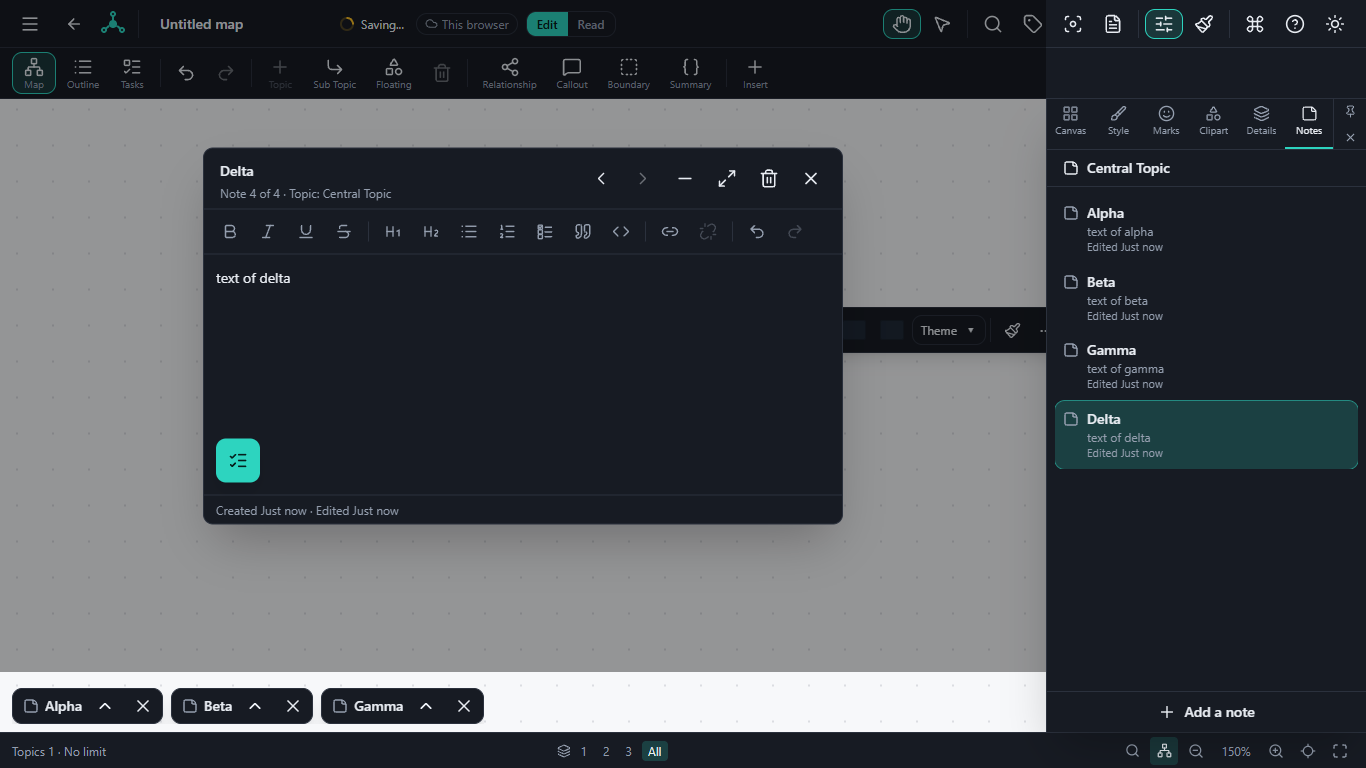 Untitled map
Saving...
This browser
Edit
Read
Map
Outline
Tasks
Topic
Sub Topic
Floating
Relationship
Callout
Boundary
Summary
Insert
Canvas
Style
Marks
Clipart
Details
Notes
Delta
Note 4 of 4 · Topic: Central Topic
B I U S H1 H2
text of delta
Created Just now · Edited Just now
Theme
Central Topic
Alpha
text of alpha
Edited Just now
Beta
text of beta
Edited Just now
Gamma
text of gamma
Edited Just now
Delta
text of delta
Edited Just now
Add a note
Alpha
Beta
Gamma
Topics 1 · No limit
1 2 3 All
150%